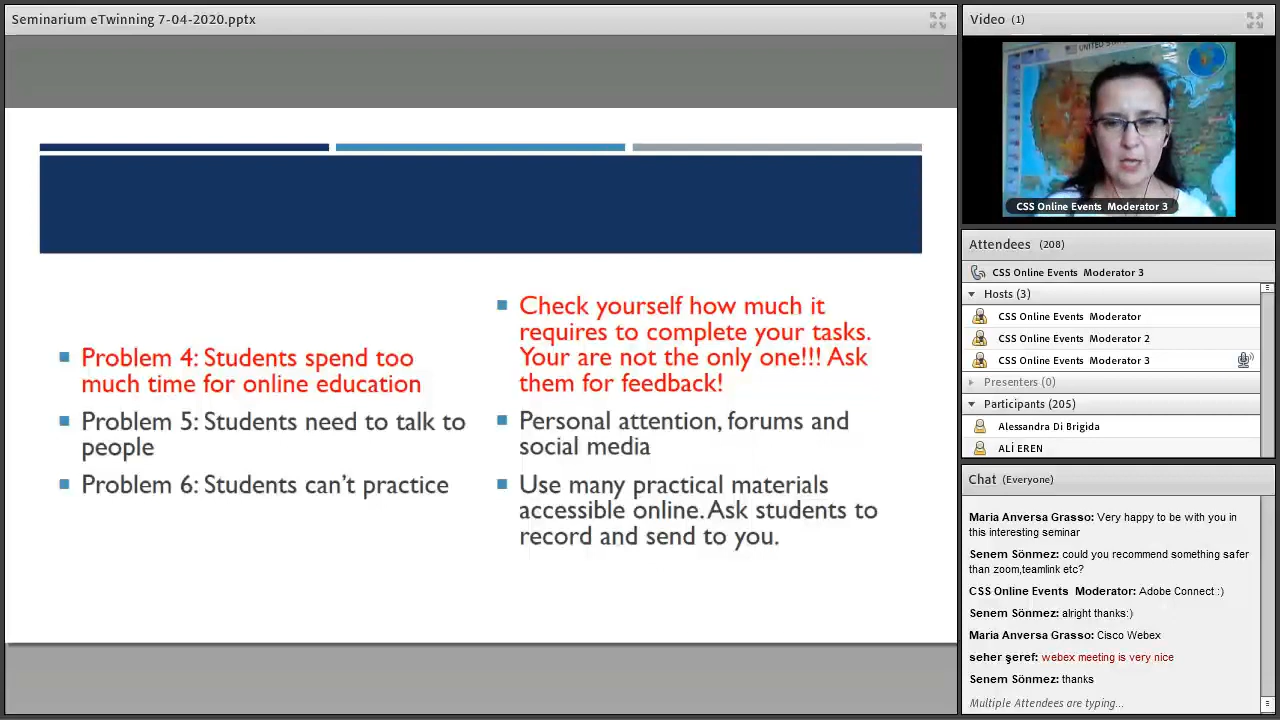 Seminarium eTwinning 7-04-2020.pptx
Problem 4: Students spend too
much time for online education
Problem 5: Students need to talk to
people
Problem 6: Students can't practice
Check yourself how much it
requires to complete your tasks.
Your are not the only one!!! Ask
them for feedback!
Personal attention, forums and
social media
Use many practical materials
accessible online. Ask students to
record and send to you.
Video (1)
UNITED STATES
CSS Online Events Moderator 3
Attendees (208)
CSS Online Events Moderator 3
Hosts (3)
CSS Online Events Moderator
CSS Online Events Moderator 2
CSS Online Events Moderator 3
Presenters (0)
Participants (205)
Alessandra Di Brigida
ALİ EREN
Chat (Everyone)
Maria Anversa Grasso: Very happy to be with you in
this interesting seminar
Senem Sönmez: could you recommend something safer
than zoom,teamlink etc?
CSS Online Events Moderator: Adobe Connect :)
Senem Sönmez: alright thanks:)
Maria Anversa Grasso: Cisco Webex
seher şeref: webex meeting is very nice
Senem Sönmez: thanks
Multiple Attendees are typing...